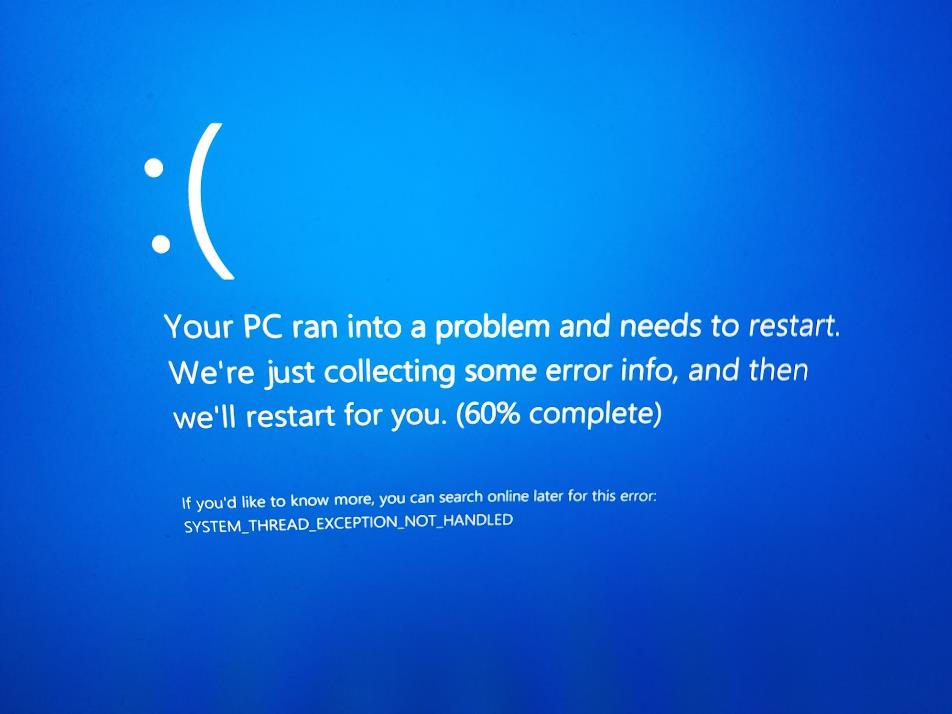 :(
Your PC ran into a problem and needs to restart.
We're just collecting some error info, and then
we'll restart for you. (60% complete)
If you'd like to know more, you can search online later for this error:
SYSTEM_THREAD_EXCEPTION_NOT_HANDLED